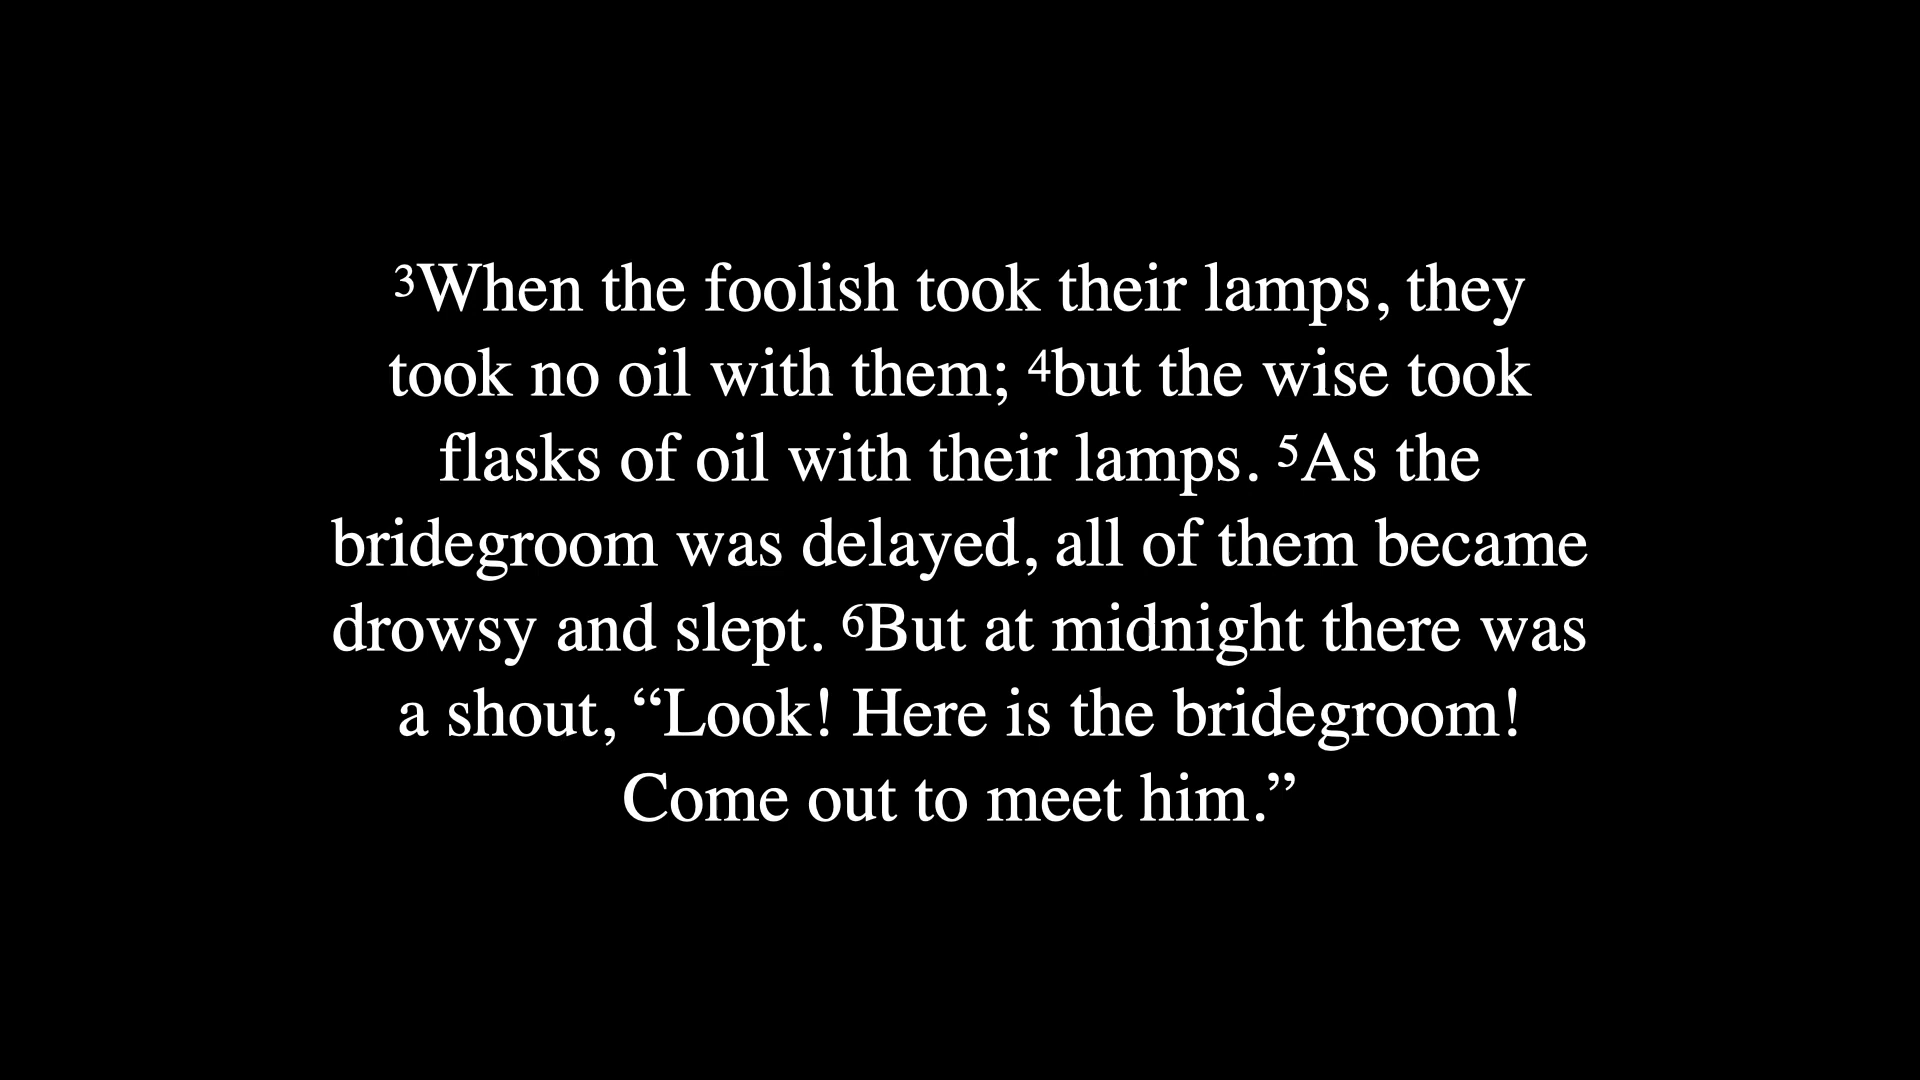 ³When the foolish took their lamps, they
took no oil with them; ⁴but the wise took
flasks of oil with their lamps. ⁵As the
bridegroom was delayed, all of them became
drowsy and slept. ⁶But at midnight there was
a shout, “Look! Here is the bridegroom!
Come out to meet him.”